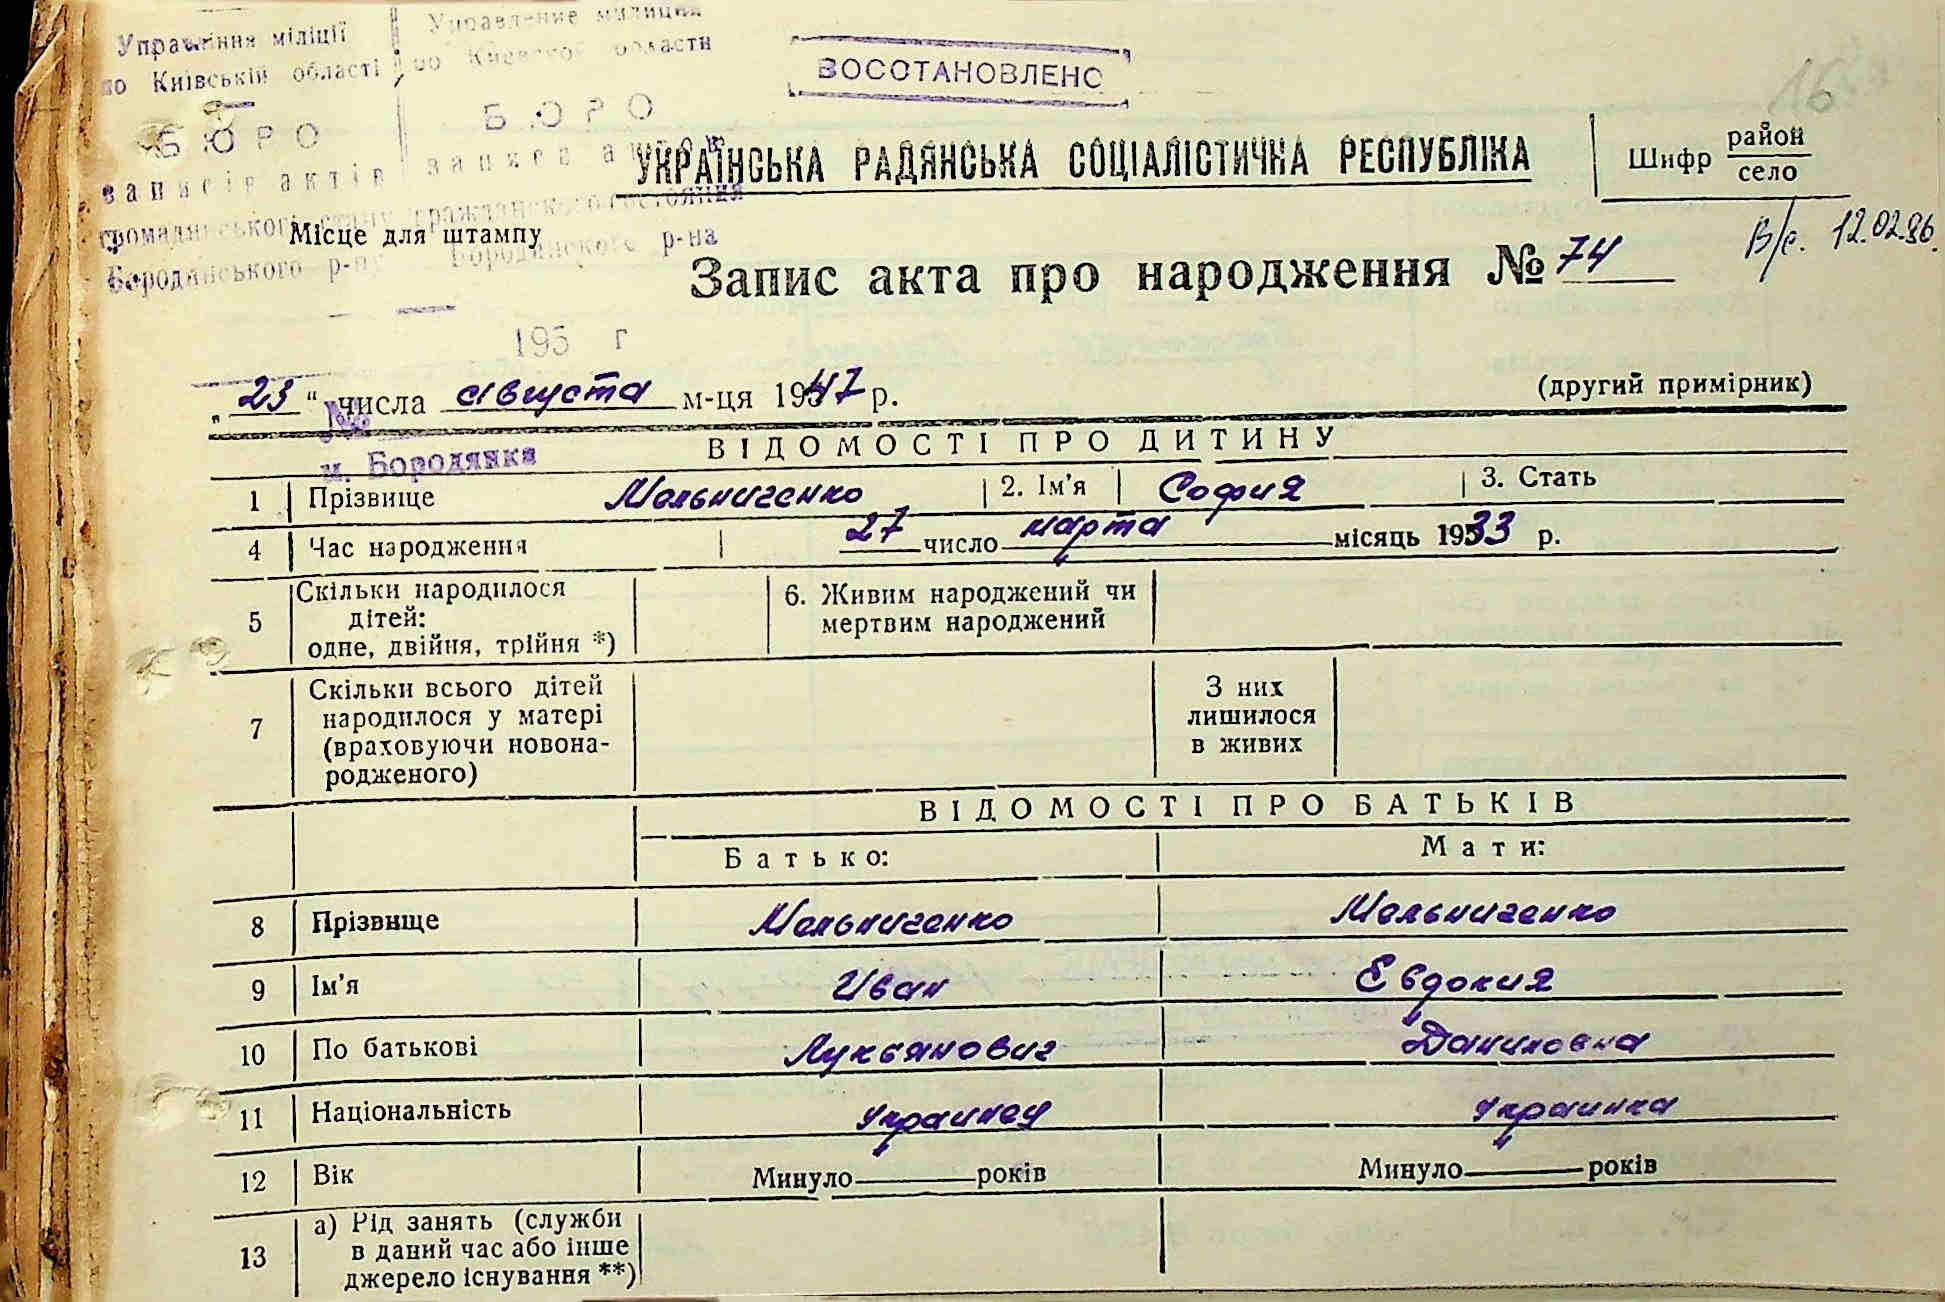 Управління міліції Управление милиции
по Київській області по Киевской области
ВОССТАНОВЛЕНО
16
БЮРО БЮРО
записів актів записей актов
УКРАЇНСЬКА РАДЯНСЬКА СОЦІАЛІСТИЧНА РЕСПУБЛІКА
Шифр район
село
громадянського стану гражданского состояния
Місце для штампу
Бородянського р-ну Бородянского р-на
В/с. 12.02.86.
Запис акта про народження № 74
195 г
„23“ числа августа м-ця 1947 р.
(другий примірник)
№
м. Бородянка
ВІДОМОСТІ ПРО ДИТИНУ
1 Прізвище Мельниченко 2. Ім’я София 3. Стать
4 Час народження 27 число марта місяць 1933 р.
5 Скільки народилося
дітей:
одне, двійня, трійня *)
6. Живим народжений чи
мертвим народжений
7 Скільки всього дітей
народилося у матері
(враховуючи новона-
родженого)
З них
лишилося
в живих
ВІДОМОСТІ ПРО БАТЬКІВ
Батько: Мати:
8 Прізвище Мельниченко Мельниченко
9 Ім’я Иван Евдокия
10 По батькові Лукьянович Даниловна
11 Національність украинец украинка
12 Вік Минуло років Минуло років
13 а) Рід занять (служби
в даний час або інше
джерело існування **)